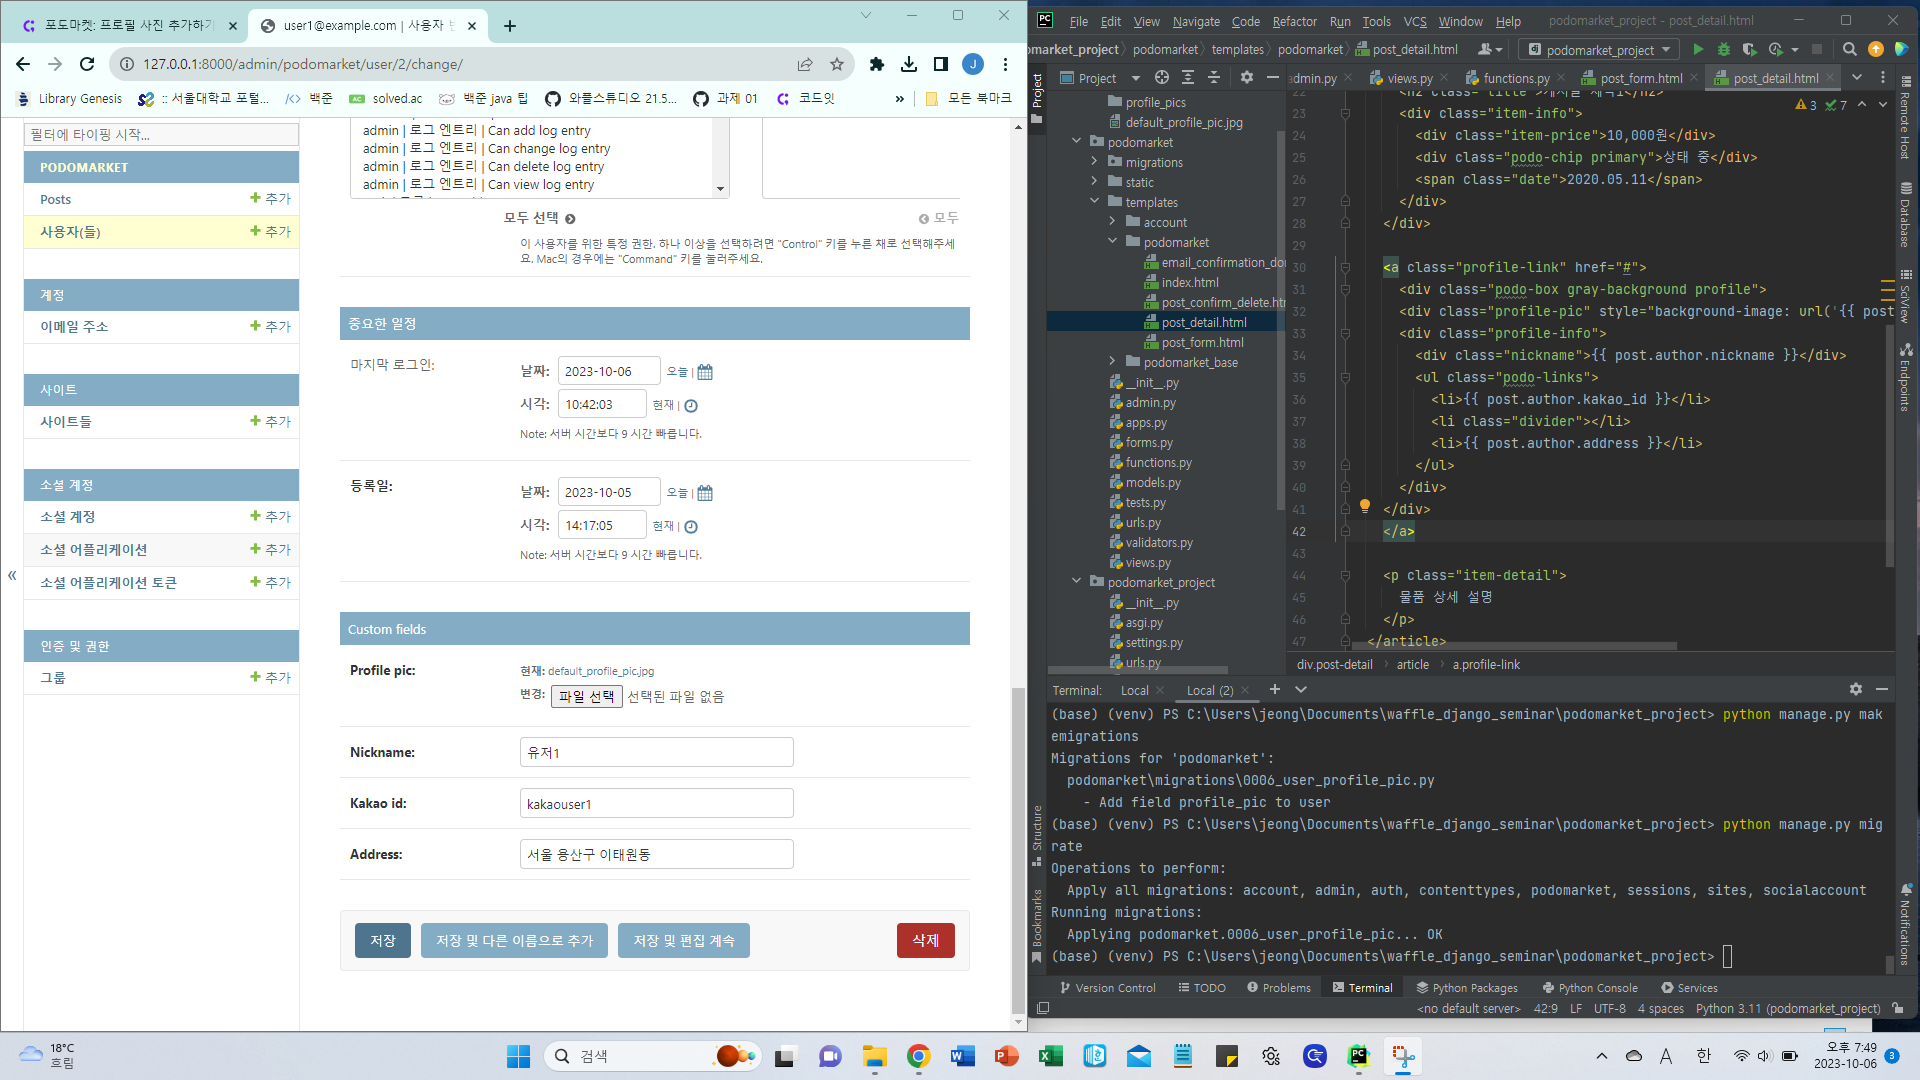 포도마켓: 프로필 사진 추가하기
user1@example.com | 사용자 변
127.0.0.1:8000/admin/podomarket/user/2/change/
J
Library Genesis
:: 서울대학교 포털...
백준
solved.ac
백준 java 팁
와플스튜디오 21.5...
과제 01
코드잇
»
모든 북마크
필터에 타이핑 시작...
PODOMARKET
Posts
추가
사용자(들)
추가
계정
이메일 주소
추가
사이트
사이트들
추가
소셜 계정
소셜 계정
추가
소셜 어플리케이션
추가
소셜 어플리케이션 토큰
추가
인증 및 권한
그룹
추가
«
admin | 로그 엔트리 | Can add log entry
admin | 로그 엔트리 | Can change log entry
admin | 로그 엔트리 | Can delete log entry
admin | 로그 엔트리 | Can view log entry
모두 선택
모두
이 사용자를 위한 특정 권한. 하나 이상을 선택하려면 "Control" 키를 누른 채로 선택해주세
요. Mac의 경우에는 "Command" 키를 눌러주세요.
중요한 일정
마지막 로그인:
날짜: 2023-10-06 오늘 |
시각: 10:42:03 현재 |
Note: 서버 시간보다 9 시간 빠릅니다.
등록일:
날짜: 2023-10-05 오늘 |
시각: 14:17:05 현재 |
Note: 서버 시간보다 9 시간 빠릅니다.
Custom fields
Profile pic:
현재: default_profile_pic.jpg
변경: 파일 선택 선택된 파일 없음
Nickname: 유저1
Kakao id: kakaouser1
Address: 서울 용산구 이태원동
저장
저장 및 다른 이름으로 추가
저장 및 편집 계속
삭제
PC File Edit View Navigate Code Refactor Run Tools VCS Window Help podomarket_project - post_detail.html
omarket_project podomarket templates podomarket post_detail.html
podomarket_project
Project
Project
admin.py views.py functions.py post_form.html post_detail.html
profile_pics
default_profile_pic.jpg
podomarket
migrations
static
templates
account
podomarket
email_confirmation_do
index.html
post_confirm_delete.htm
post_detail.html
post_form.html
podomarket_base
__init__.py
admin.py
apps.py
forms.py
functions.py
models.py
tests.py
urls.py
validators.py
views.py
podomarket_project
__init__.py
asgi.py
settings.py
urls.py
3 7
23 <div class="item-info">
24 <div class="item-price">10,000원</div>
25 <div class="podo-chip primary">상태 중</div>
26 <span class="date">2020.05.11</span>
27 </div>
28 </div>
29
30 <a class="profile-link" href="#">
31 <div class="podo-box gray-background profile">
32 <div class="profile-pic" style="background-image: url('{{ post
33 <div class="profile-info">
34 <div class="nickname">{{ post.author.nickname }}</div>
35 <ul class="podo-links">
36 <li>{{ post.author.kakao_id }}</li>
37 <li class="divider"></li>
38 <li>{{ post.author.address }}</li>
39 </ul>
40 </div>
41 </div>
42 </a>
43
44 <p class="item-detail">
45 물품 상세 설명
46 </p>
47 </article>
div.post-detail article a.profile-link
Remote Host
Database
SciView
Endpoints
Notifications
Structure
Bookmarks
Terminal: Local Local (2)
(base) (venv) PS C:\Users\jeong\Documents\waffle_django_seminar\podomarket_project> python manage.py mak
emigrations
Migrations for 'podomarket':
podomarket\migrations\0006_user_profile_pic.py
- Add field profile_pic to user
(base) (venv) PS C:\Users\jeong\Documents\waffle_django_seminar\podomarket_project> python manage.py mig
rate
Operations to perform:
Apply all migrations: account, admin, auth, contenttypes, podomarket, sessions, sites, socialaccount
Running migrations:
Applying podomarket.0006_user_profile_pic... OK
(base) (venv) PS C:\Users\jeong\Documents\waffle_django_seminar\podomarket_project>
Version Control TODO Problems Terminal Python Packages Python Console Services
<no default server> 42:9 LF UTF-8 4 spaces Python 3.11 (podomarket_project)
18°C
흐림
검색
A 한
오후 7:49
2023-10-06
3